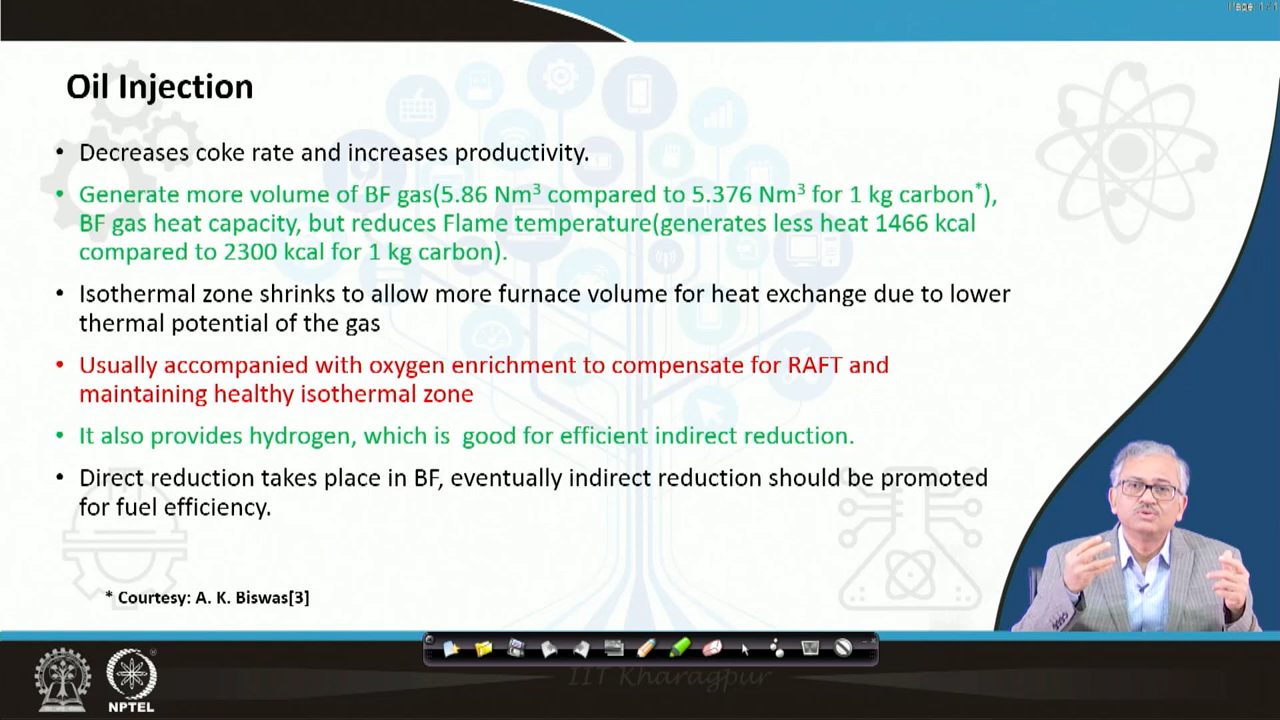 Page 1/1
Oil Injection
• Decreases coke rate and increases productivity.
• Generate more volume of BF gas(5.86 Nm³ compared to 5.376 Nm³ for 1 kg carbon*),
BF gas heat capacity, but reduces Flame temperature(generates less heat 1466 kcal
compared to 2300 kcal for 1 kg carbon).
• Isothermal zone shrinks to allow more furnace volume for heat exchange due to lower
thermal potential of the gas
• Usually accompanied with oxygen enrichment to compensate for RAFT and
maintaining healthy isothermal zone
• It also provides hydrogen, which is good for efficient indirect reduction.
• Direct reduction takes place in BF, eventually indirect reduction should be promoted
for fuel efficiency.
* Courtesy: A. K. Biswas[3]
IIT Kharagpur
NPTEL